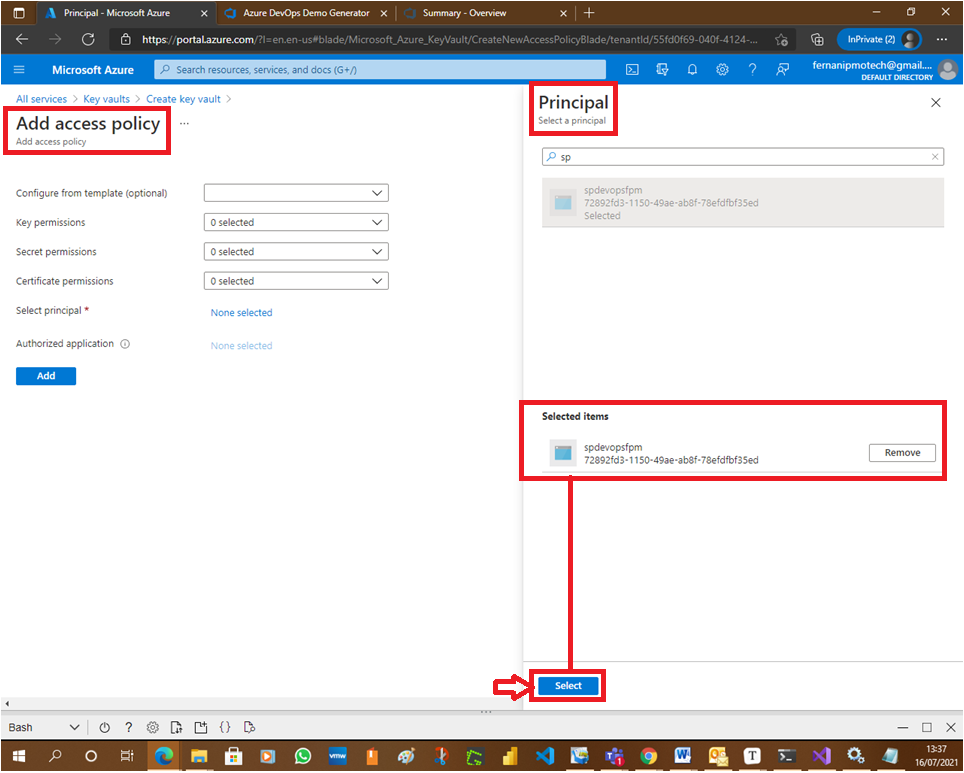 Principal - Microsoft Azure
Azure DevOps Demo Generator
Summary - Overview
https://portal.azure.com/?l=en.en-us#blade/Microsoft_Azure_KeyVault/CreateNewAccessPolicyBlade/tenantId/55fd0f69-040f-4124-...
InPrivate (2)
Microsoft Azure
Search resources, services, and docs (G+/)
fernanipmotech@gmail....
DEFAULT DIRECTORY
All services > Key vaults > Create key vault >
Add access policy ...
Add access policy
Configure from template (optional)
Key permissions
0 selected
Secret permissions
0 selected
Certificate permissions
0 selected
Select principal *
None selected
Authorized application
None selected
Add
Principal
Select a principal
sp
spdevopsfpm
72892fd3-1150-49ae-ab8f-78efdfbf35ed
Selected
Selected items
spdevopsfpm
72892fd3-1150-49ae-ab8f-78efdfbf35ed
Remove
Select
Bash
13:37
16/07/2021